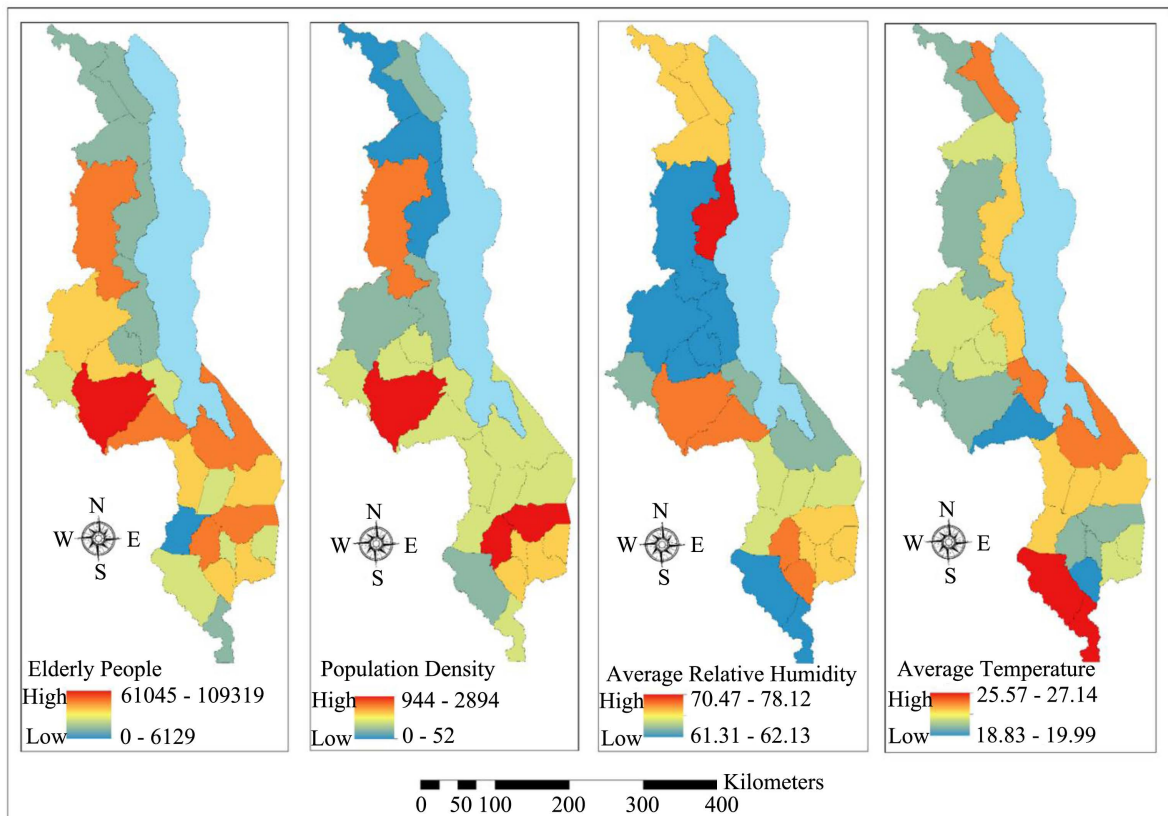 N
W E
S
Elderly People
High 61045 - 109319
Low 0 - 6129
N
W E
S
Population Density
High 944 - 2894
Low 0 - 52
N
W E
S
Average Relative Humidity
High 70.47 - 78.12
Low 61.31 - 62.13
N
W E
S
Average Temperature
High 25.57 - 27.14
Low 18.83 - 19.99
Kilometers
0 50 100 200 300 400